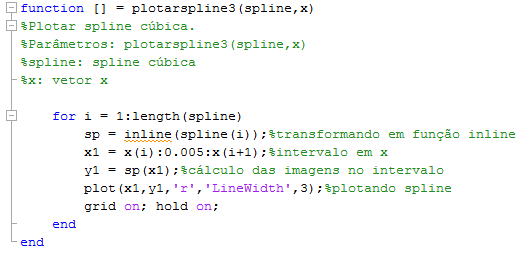 function [] = plotarspline3(spline,x)
%Plotar spline cúbica.
%Parâmetros: plotarspline3(spline,x)
%spline: spline cúbica
%x: vetor x
for i = 1:length(spline)
sp = inline(spline(i));%transformando em função inline
x1 = x(i):0.005:x(i+1);%intervalo em x
y1 = sp(x1);%cálculo das imagens no intervalo
plot(x1,y1,'r','LineWidth',3);%plotando spline
grid on; hold on;
end
end